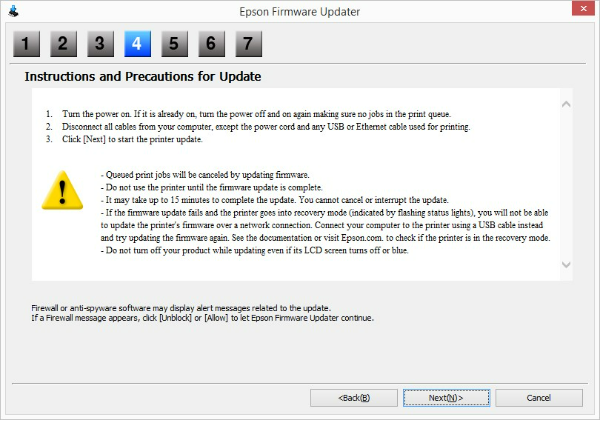 Epson Firmware Updater
1 2 3 4 5 6 7
Instructions and Precautions for Update
1. Turn the power on. If it is already on, turn the power off and on again making sure no jobs in the print queue.
2. Disconnect all cables from your computer, except the power cord and any USB or Ethernet cable used for printing.
3. Click [Next] to start the printer update.
- Queued print jobs will be canceled by updating firmware.
- Do not use the printer until the firmware update is complete.
- It may take up to 15 minutes to complete the update. You cannot cancel or interrupt the update.
- If the firmware update fails and the printer goes into recovery mode (indicated by flashing status lights), you will not be able
to update the printer's firmware over a network connection. Connect your computer to the printer using a USB cable instead
and try updating the firmware again. See the documentation or visit Epson.com. to check if the printer is in the recovery mode.
- Do not turn off your product while updating even if its LCD screen turns off or blue.
Firewall or anti-spyware software may display alert messages related to the update.
If a Firewall message appears, click [Unblock] or [Allow] to let Epson Firmware Updater continue.
<Back(B) Next(N)> Cancel